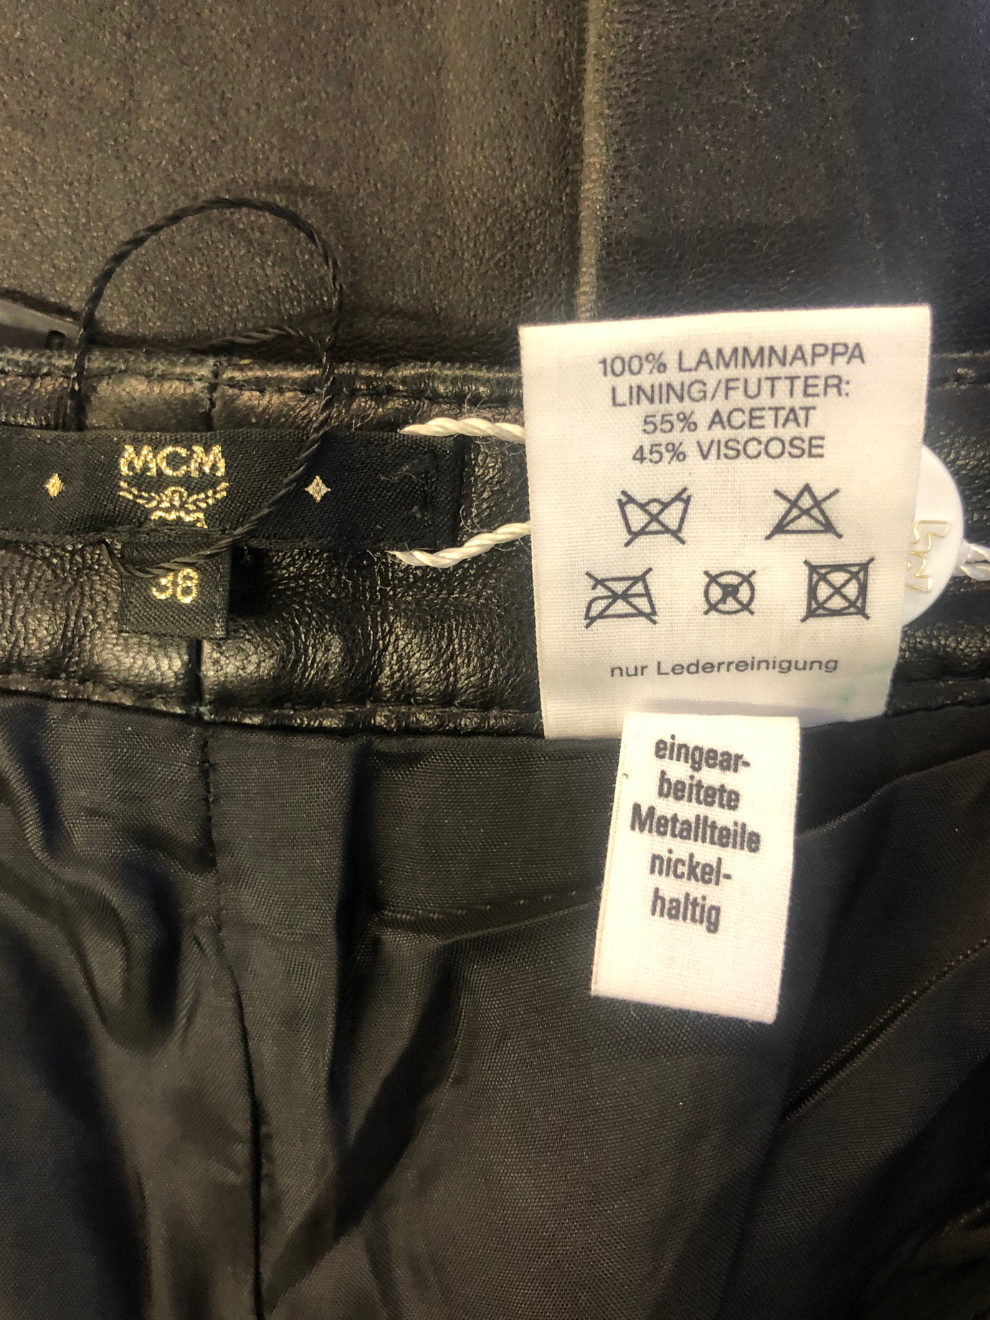 MCM
38
100% LAMMNAPPA
LINING/FUTTER:
55% ACETAT
45% VISCOSE
nur Lederreinigung
eingear-
beitete
Metallteile
nickel-
haltig